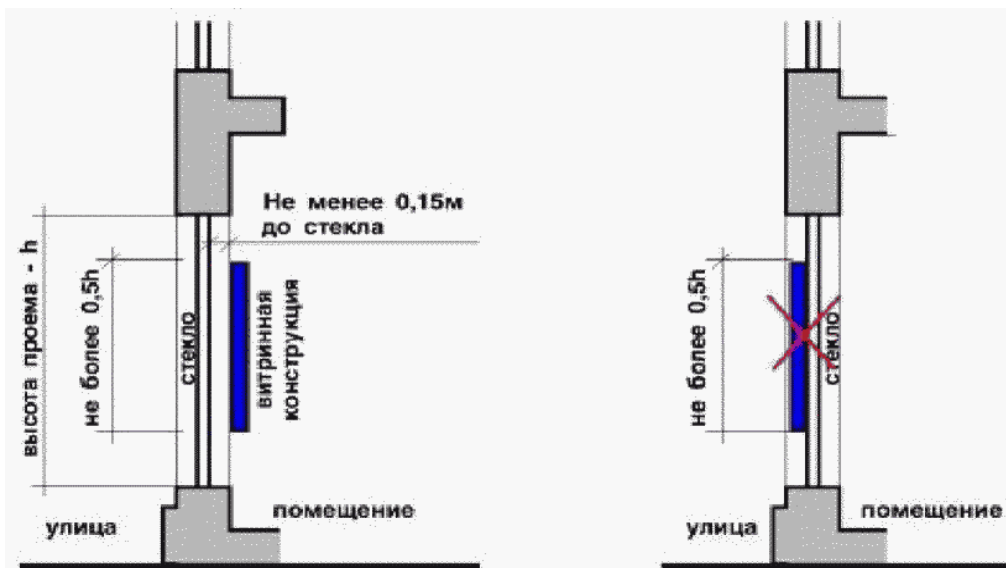 Не менее 0,15м
до стекла
высота проема - h
не более 0,5h
стекло
витринная
конструкция
улица
помещение
не более 0,5h
стекло
улица
помещение